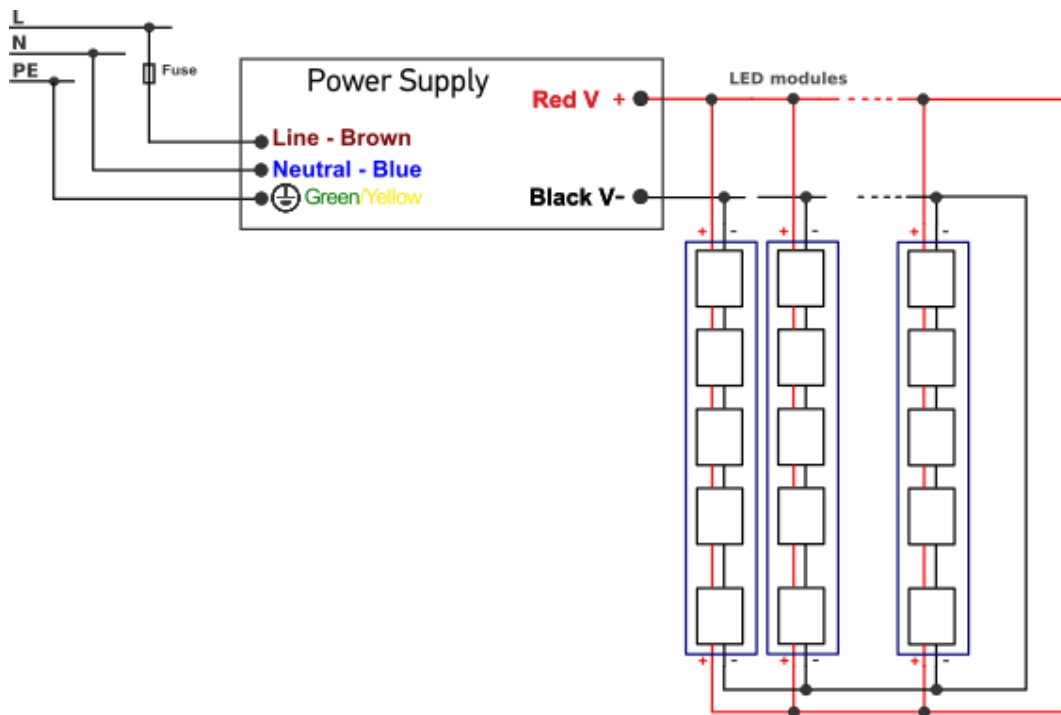 L
N
PE
Fuse
Power Supply
LED modules
Red V +
Line - Brown
Neutral - Blue
Green/Yellow
Black V-
+ -
+ -
+ -
+ -
+ -
+ -